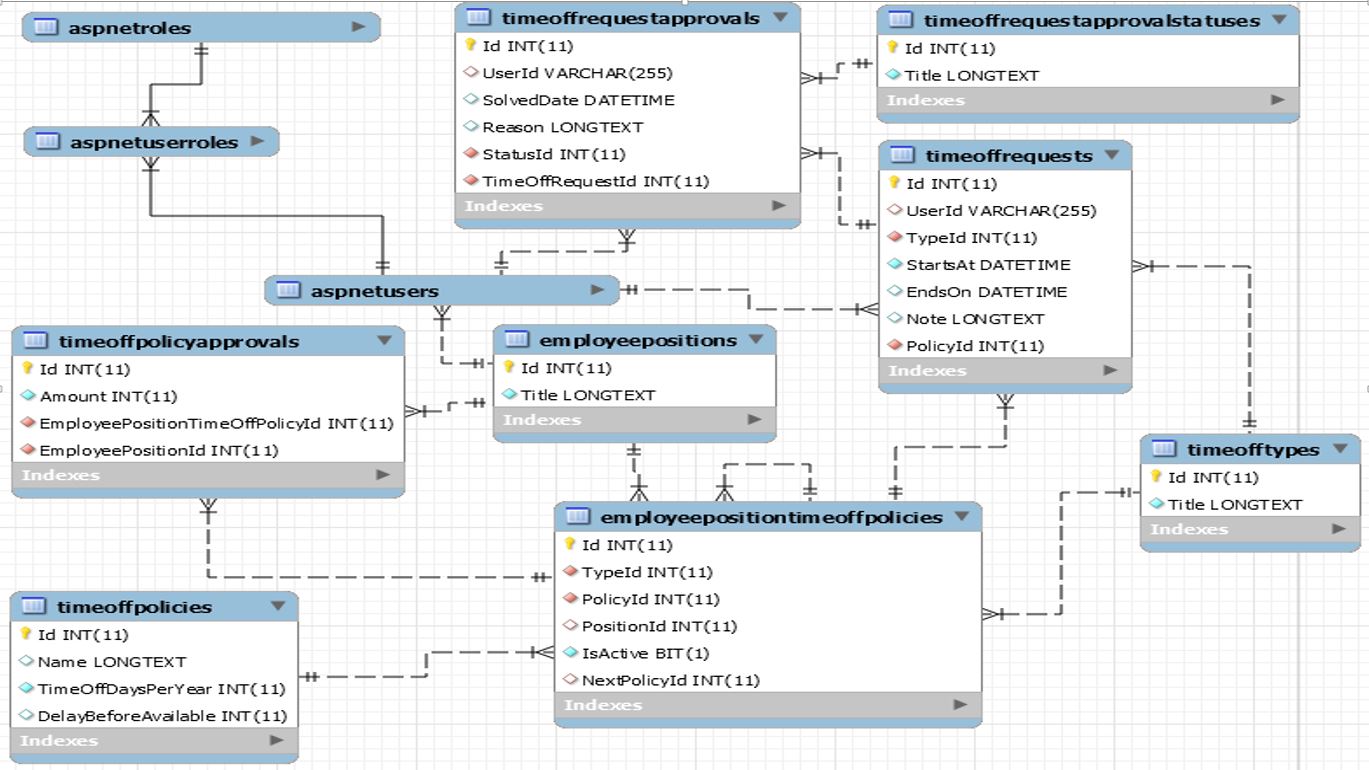 aspnetroles
aspnetuserroles
timeoffrequestapprovals
Id INT(11)
UserId VARCHAR(255)
SolvedDate DATETIME
Reason LONGTEXT
StatusId INT(11)
TimeOffRequestId INT(11)
Indexes
timeoffrequestapprovalstatuses
Id INT(11)
Title LONGTEXT
Indexes
timeoffrequests
Id INT(11)
UserId VARCHAR(255)
TypeId INT(11)
StartsAt DATETIME
EndsOn DATETIME
Note LONGTEXT
PolicyId INT(11)
Indexes
aspnetusers
timeoffpolicyapprovals
Id INT(11)
Amount INT(11)
EmployeePositionTimeOffPolicyId INT(11)
EmployeePositionId INT(11)
Indexes
employeepositions
Id INT(11)
Title LONGTEXT
Indexes
timeofftypes
Id INT(11)
Title LONGTEXT
Indexes
employeepositiontimeoffpolicies
Id INT(11)
TypeId INT(11)
PolicyId INT(11)
PositionId INT(11)
IsActive BIT(1)
NextPolicyId INT(11)
Indexes
timeoffpolicies
Id INT(11)
Name LONGTEXT
TimeOffDaysPerYear INT(11)
DelayBeforeAvailable INT(11)
Indexes